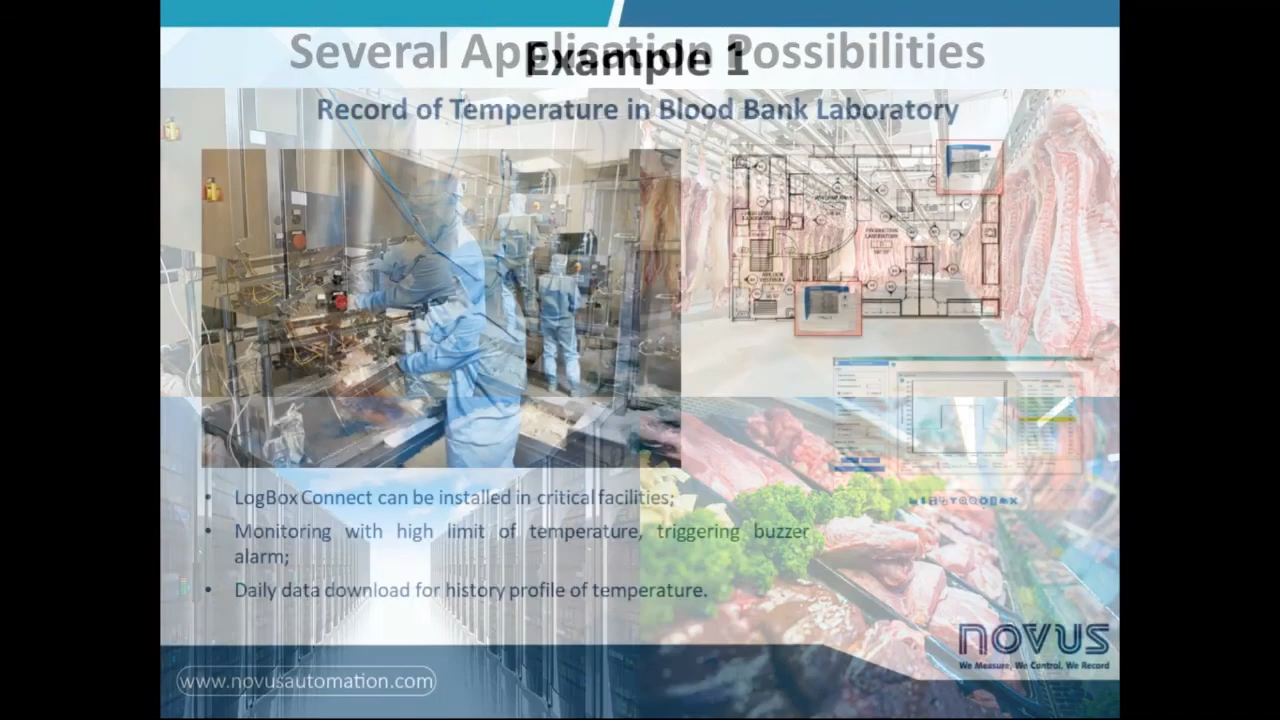 Several Application Possibilities
Example 1
Record of Temperature in Blood Bank Laboratory
• LogBox Connect can be installed in critical facilities;
• Monitoring with high limit of temperature, triggering buzzer
alarm;
• Daily data download for history profile of temperature.
novus
We Measure, We Control, We Record
www.novusautomation.com